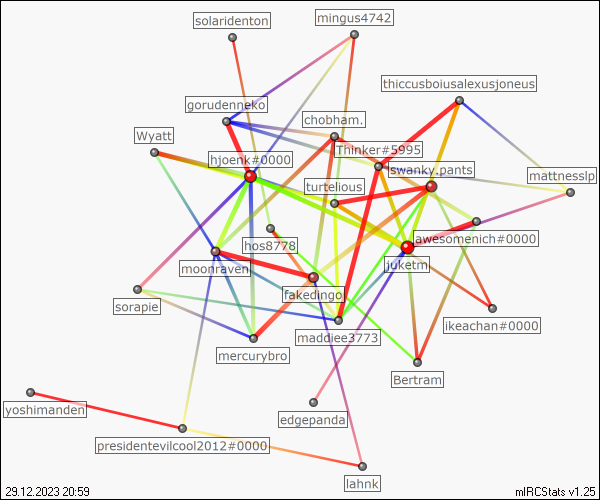 mingus4742
solaridenton
thiccusboiusalexusjoneus
gorudenneko
chobham.
Wyatt
Thinker#5995
hjoenk#0000
swanky.pants
mattnesslp
turtelious
awesomenich#0000
hos8778
juketm
moonraven
fakedingo
sorapie
ikeachan#0000
maddiee3773
mercurybro
Bertram
yoshimanden
edgepanda
presidentevilcool2012#0000
lahnk
29.12.2023 20:59
mIRCStats v1.25